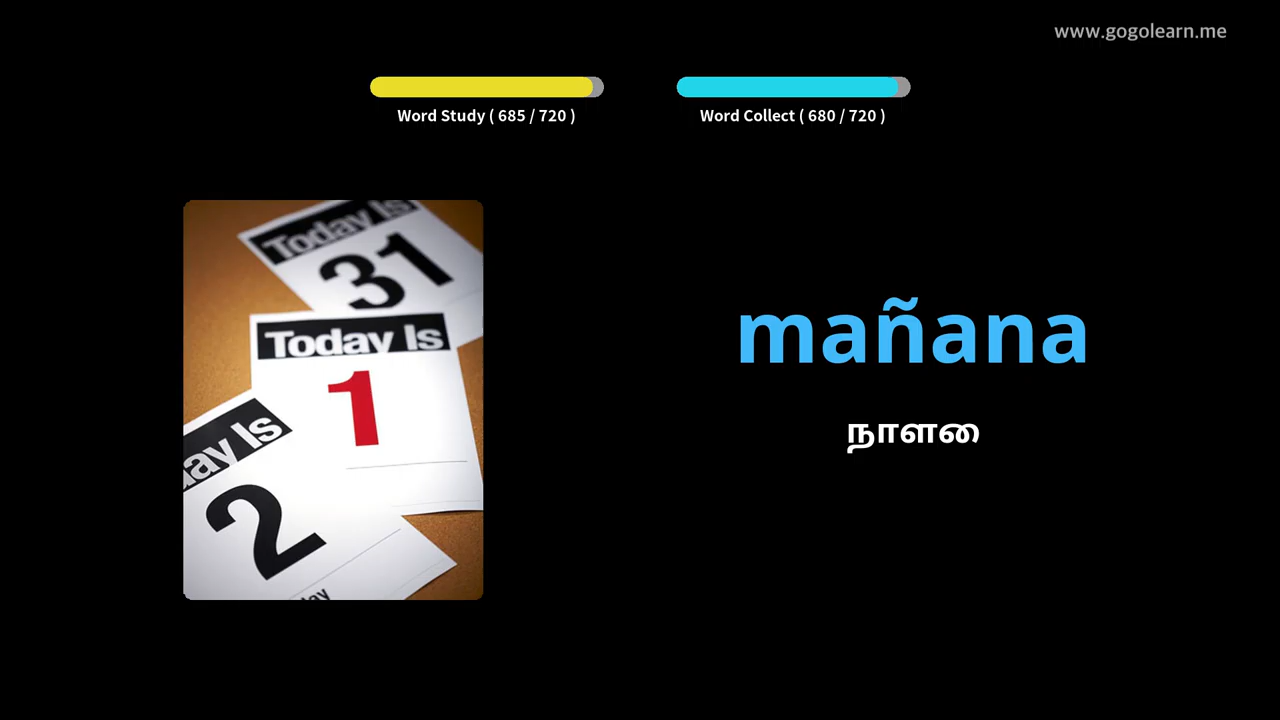 www.gogolearn.me
Word Study ( 685 / 720 )
Word Collect ( 680 / 720 )
Today Is
31
Today Is
1
ay Is
2
mañana
நாளை